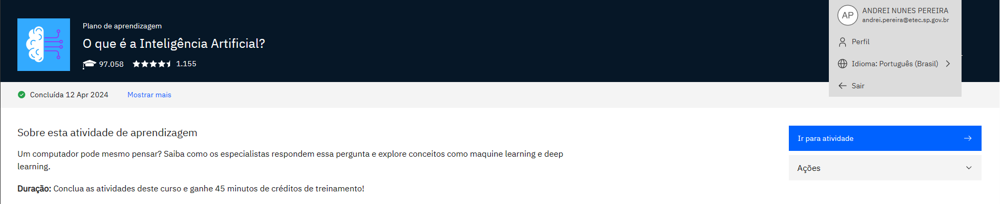 Plano de aprendizagem
O que é a Inteligência Artificial?
97.058 1.155
AP
ANDREI NUNES PEREIRA
andrei.pereira@etec.sp.gov.br
Perfil
Idioma: Português (Brasil)
Sair
Concluída 12 Apr 2024 Mostrar mais
Sobre esta atividade de aprendizagem
Um computador pode mesmo pensar? Saiba como os especialistas respondem essa pergunta e explore conceitos como maquine learning e deep
learning.
Duração: Conclua as atividades deste curso e ganhe 45 minutos de créditos de treinamento!
Ir para atividade
Ações